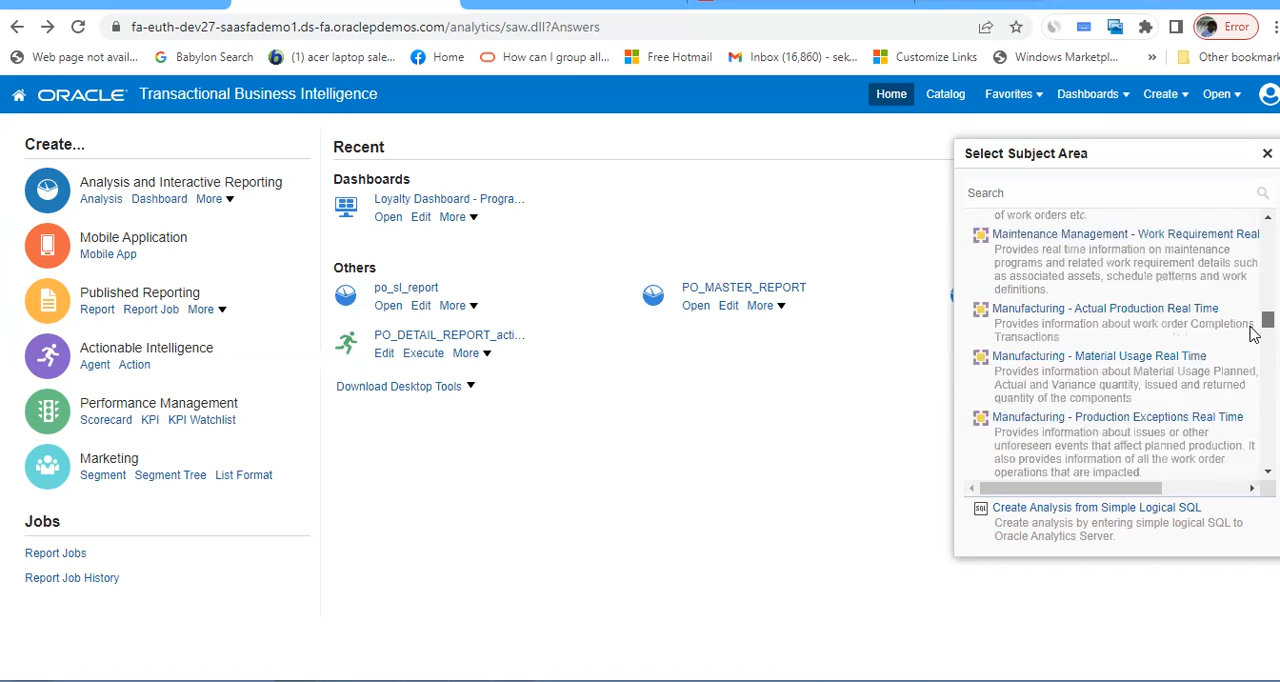 fa-euth-dev27-saasfademo1.ds-fa.oraclepdemos.com/analytics/saw.dll?Answers
Error
Web page not avail...
Babylon Search
(1) acer laptop sale...
Home
How can I group all...
Free Hotmail
Inbox (16,860) - sek...
Customize Links
Windows Marketpl...
»
Other bookmark
ORACLE Transactional Business Intelligence
Home
Catalog
Favorites
Dashboards
Create
Open
Create...
Analysis and Interactive Reporting
Analysis Dashboard More
Mobile Application
Mobile App
Published Reporting
Report Report Job More
Actionable Intelligence
Agent Action
Performance Management
Scorecard KPI KPI Watchlist
Marketing
Segment Segment Tree List Format
Jobs
Report Jobs
Report Job History
Recent
Dashboards
Loyalty Dashboard - Progra...
Open Edit More
Others
po_sl_report
Open Edit More
PO_MASTER_REPORT
Open Edit More
PO_DETAIL_REPORT_acti...
Edit Execute More
Download Desktop Tools
Select Subject Area
Search
of work orders etc.
Maintenance Management - Work Requirement Real
Provides real time information on maintenance
programs and related work requirement details such
as associated assets, schedule patterns and work
definitions.
Manufacturing - Actual Production Real Time
Provides information about work order Completions
Transactions
Manufacturing - Material Usage Real Time
Provides information about Material Usage Planned,
Actual and Variance quantity, issued and returned
quantity of the components
Manufacturing - Production Exceptions Real Time
Provides information about issues or other
unforeseen events that affect planned production. It
also provides information of all the work order
operations that are impacted.
SQL
Create Analysis from Simple Logical SQL
Create analysis by entering simple logical SQL to
Oracle Analytics Server.